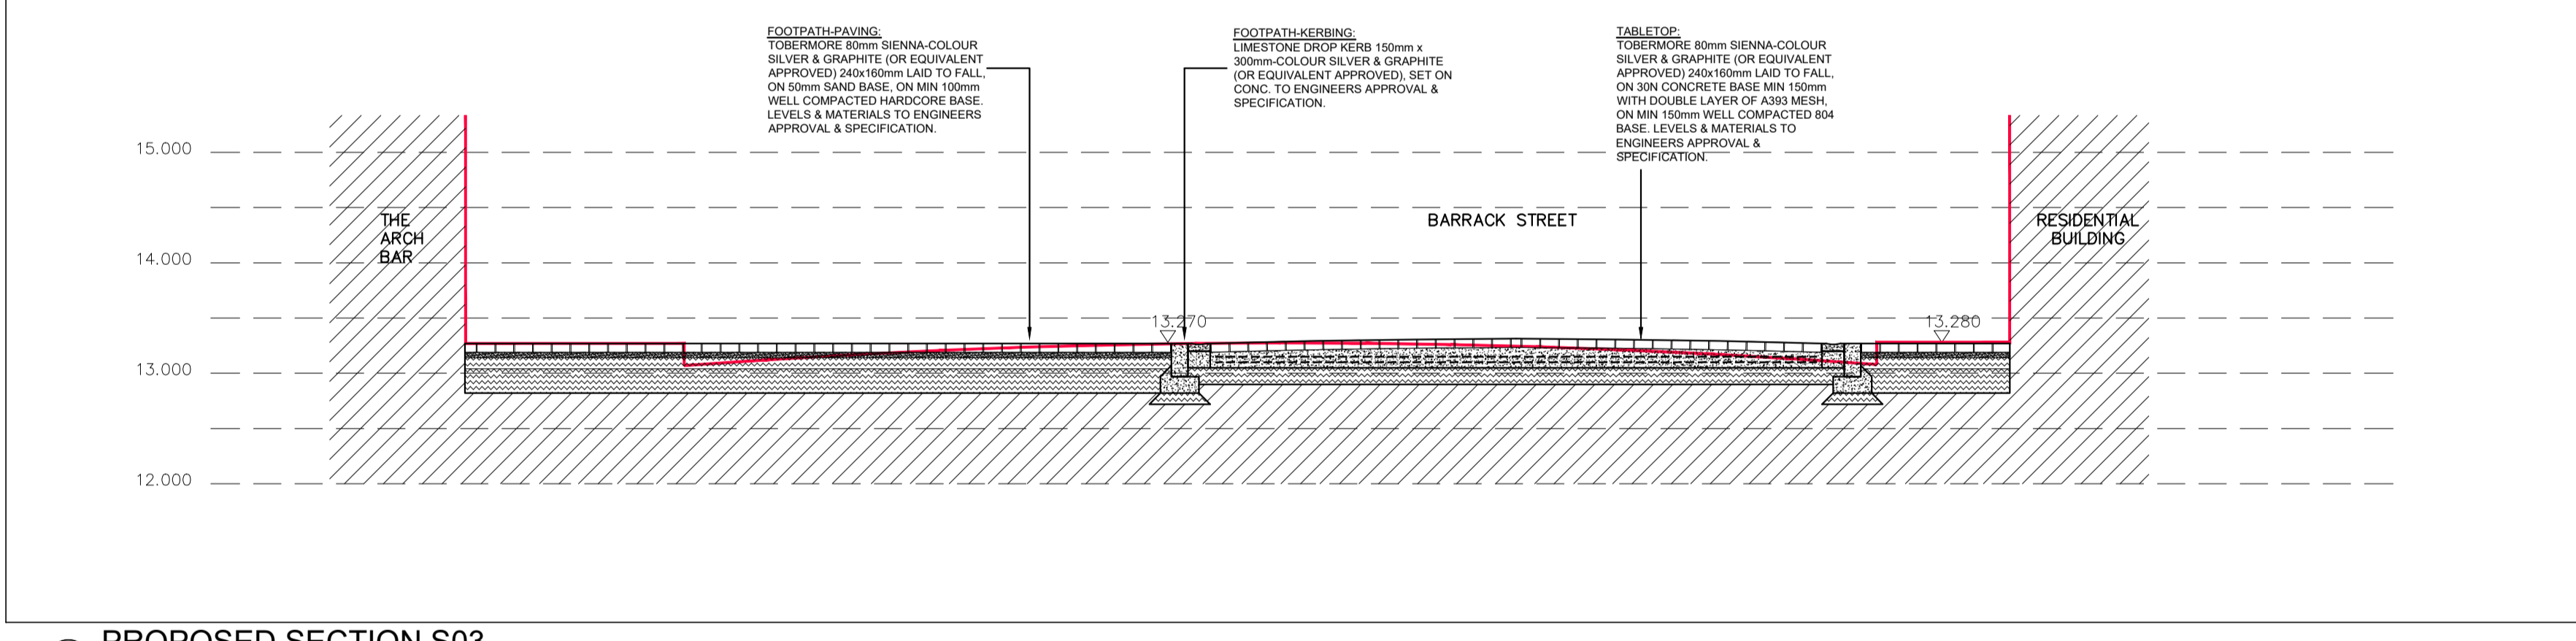 FOOTPATH-PAVING:
TOBERMORE 80mm SIENNA-COLOUR
SILVER & GRAPHITE (OR EQUIVALENT
APPROVED) 240x160mm LAID TO FALL,
ON 50mm SAND BASE, ON MIN 100mm
WELL COMPACTED HARDCORE BASE.
LEVELS & MATERIALS TO ENGINEERS
APPROVAL & SPECIFICATION.
FOOTPATH-KERBING:
LIMESTONE DROP KERB 150mm x
300mm-COLOUR SILVER & GRAPHITE
(OR EQUIVALENT APPROVED), SET ON
CONC. TO ENGINEERS APPROVAL &
SPECIFICATION.
TABLETOP:
TOBERMORE 80mm SIENNA-COLOUR
SILVER & GRAPHITE (OR EQUIVALENT
APPROVED) 240x160mm LAID TO FALL,
ON 30N CONCRETE BASE MIN 150mm
WITH DOUBLE LAYER OF A393 MESH,
ON MIN 150mm WELL COMPACTED 804
BASE. LEVELS & MATERIALS TO
ENGINEERS APPROVAL &
SPECIFICATION.
15.000
14.000
13.000
12.000
THE
ARCH
BAR
BARRACK STREET
RESIDENTIAL
BUILDING
13.270
13.280
PROPOSED SECTION S03